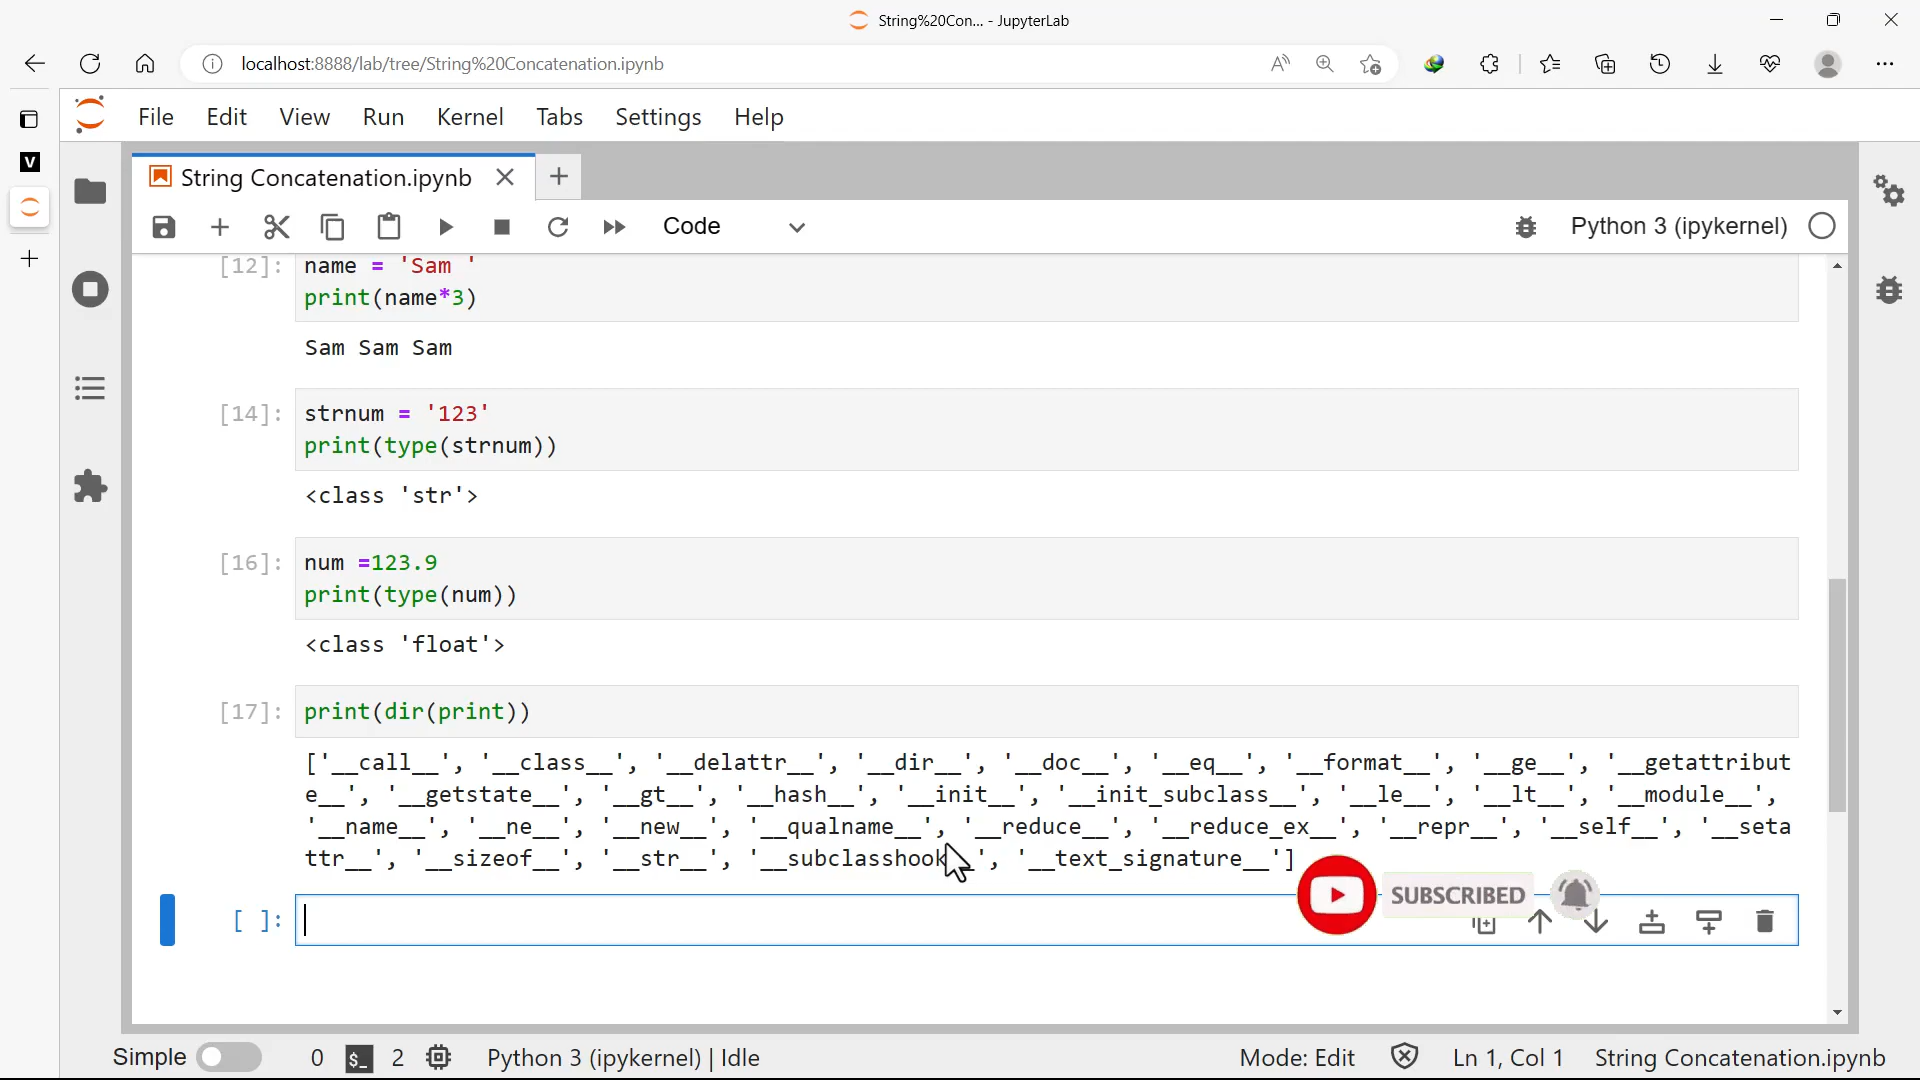 String%20Con... - JupyterLab
localhost:8888/lab/tree/String%20Concatenation.ipynb
File Edit View Run Kernel Tabs Settings Help
V
String Concatenation.ipynb
Code
Python 3 (ipykernel)
[12]: name = 'Sam '
print(name*3)
Sam Sam Sam
[14]: strnum = '123'
print(type(strnum))
<class 'str'>
[16]: num =123.9
print(type(num))
<class 'float'>
[17]: print(dir(print))
['__call__', '__class__', '__delattr__', '__dir__', '__doc__', '__eq__', '__format__', '__ge__', '__getattribut
e__', '__getstate__', '__gt__', '__hash__', '__init__', '__init_subclass__', '__le__', '__lt__', '__module__',
'__name__', '__ne__', '__new__', '__qualname__', '__reduce__', '__reduce_ex__', '__repr__', '__self__', '__seta
ttr__', '__sizeof__', '__str__', '__subclasshook__', '__text_signature__']
SUBSCRIBED
[ ]:
Simple 0 $_ 2 Python 3 (ipykernel) | Idle Mode: Edit Ln 1, Col 1 String Concatenation.ipynb